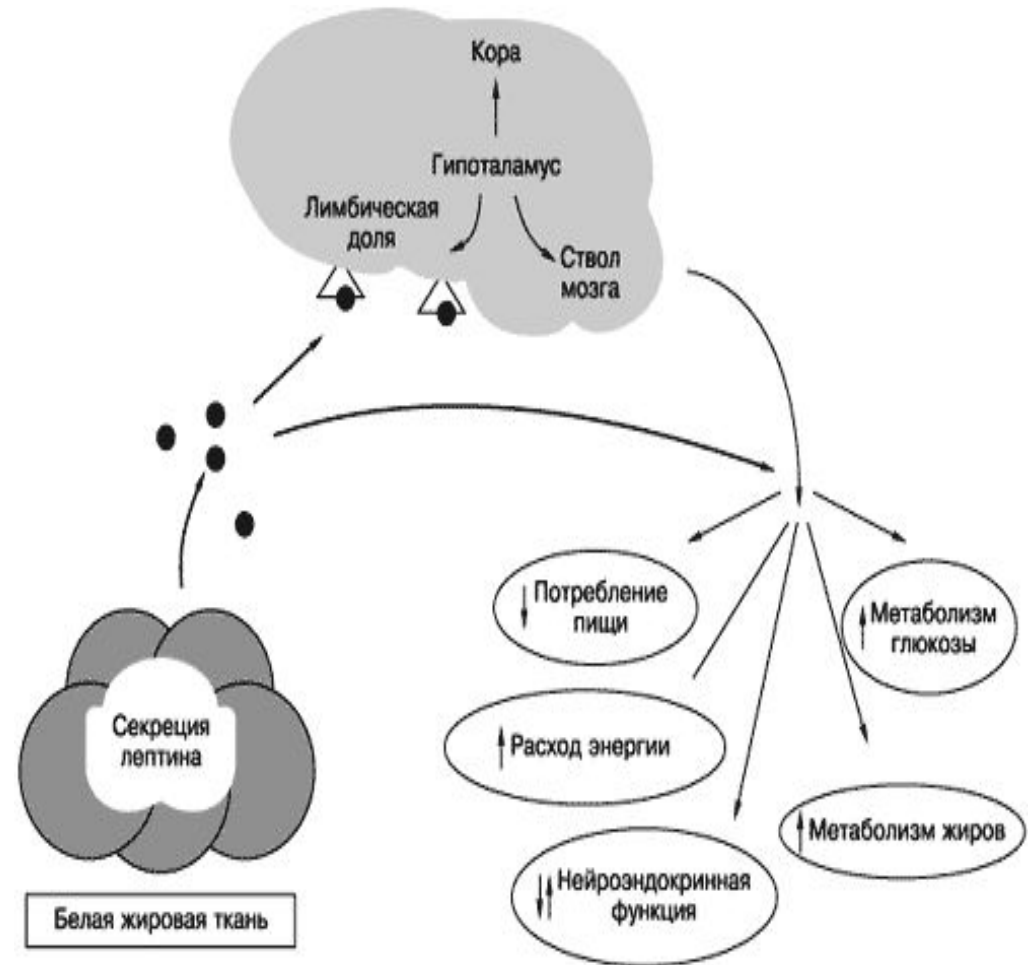 Кора
Гипоталамус
Лимбическая
доля
Ствол
мозга
Потребление
пищи
Метаболизм
глюкозы
Секреция
лептина
Расход энергии
Метаболизм жиров
Нейроэндокринная
функция
Белая жировая ткань